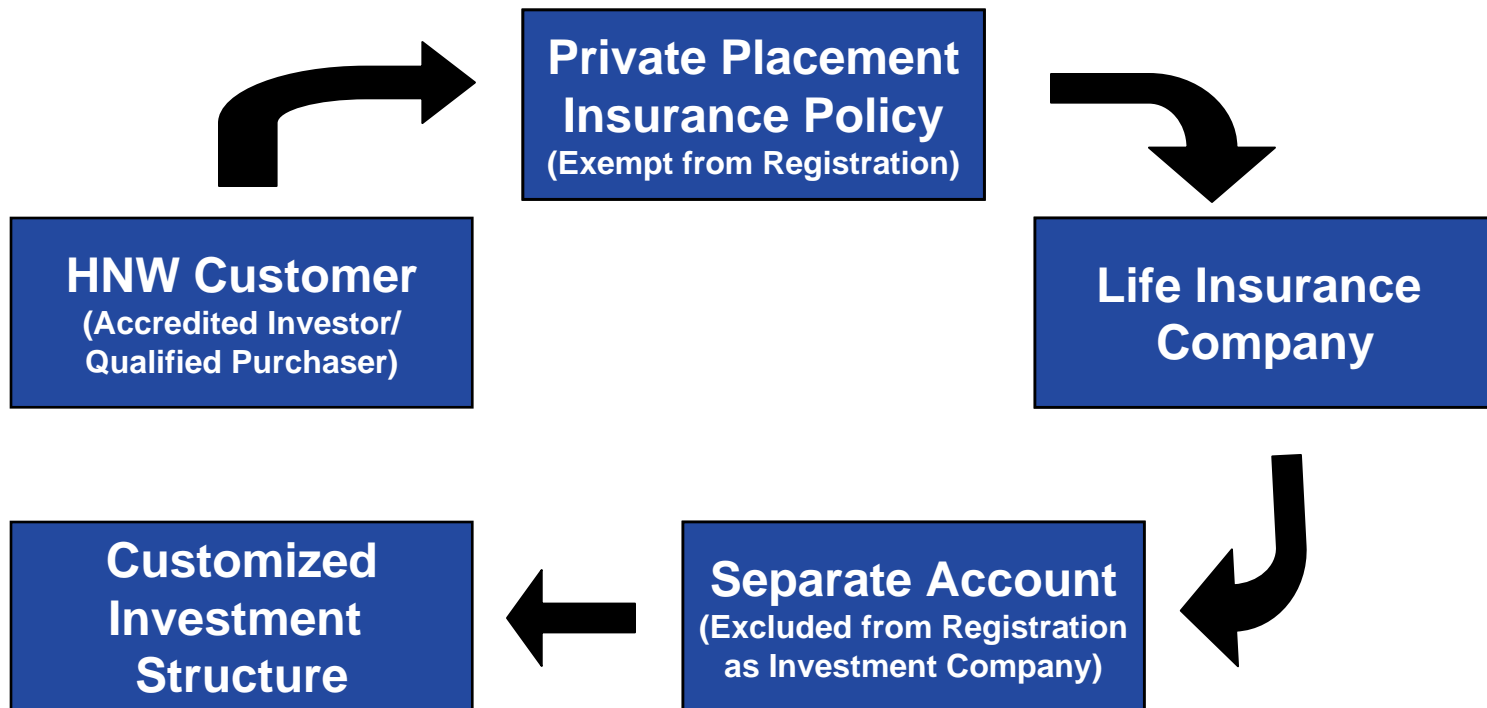 Private Placement
Insurance Policy
(Exempt from Registration)
HNW Customer
(Accredited Investor/
Qualified Purchaser)
Life Insurance
Company
Separate Account
(Excluded from Registration
as Investment Company)
Customized
Investment
Structure